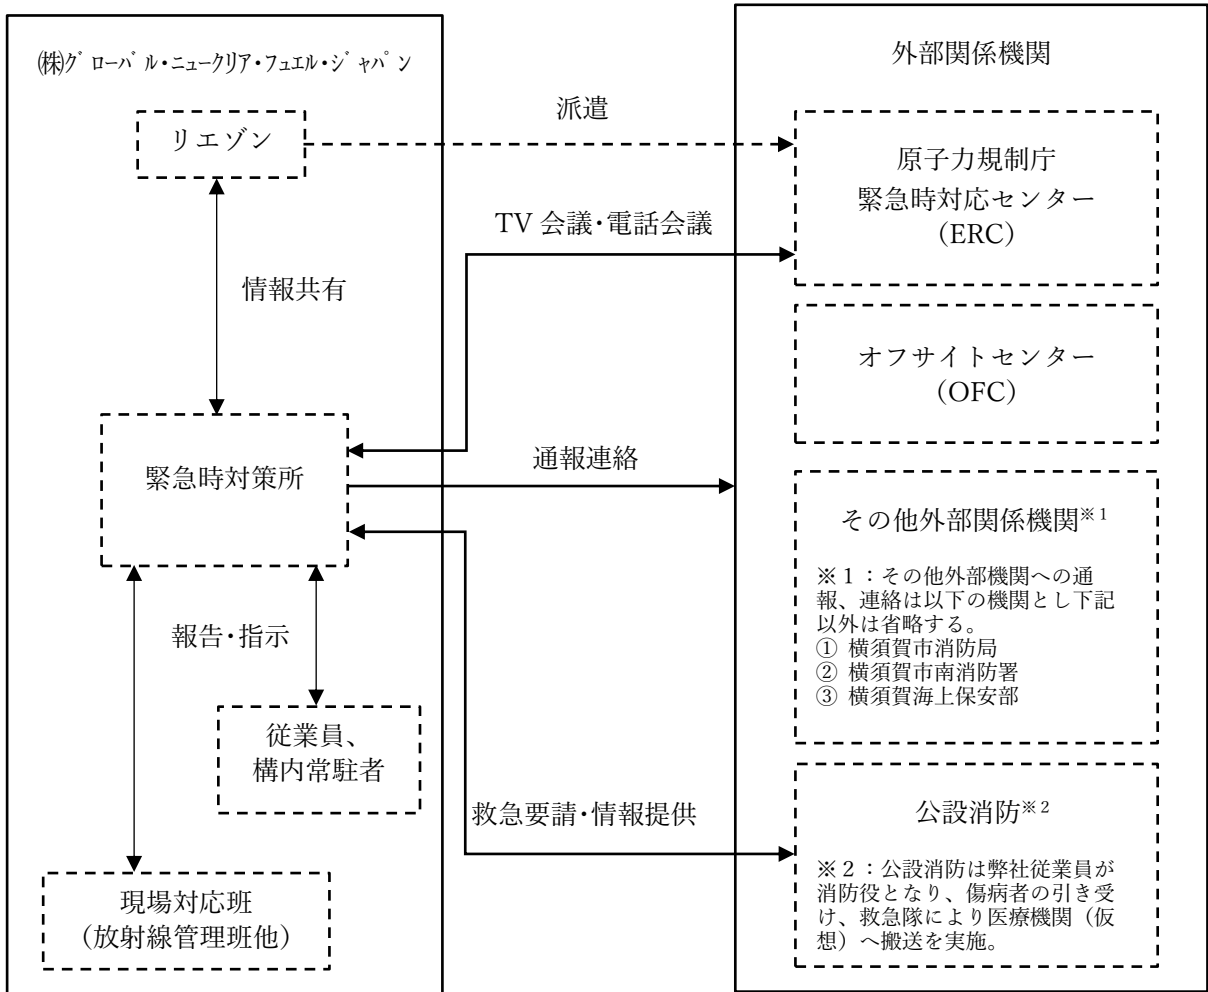 ㈱グローバル・ニュークリア・フュエル・ジャパン
リエゾン
情報共有
緊急時対策所
報告・指示
従業員、
構内常駐者
現場対応班
（放射線管理班他）
派遣
TV 会議・電話会議
通報連絡
救急要請・情報提供
外部関係機関
原子力規制庁
緊急時対応センター
（ERC）
オフサイトセンター
（OFC）
その他外部関係機関※1
※１：その他外部機関への通
報、連絡は以下の機関とし下記
以外は省略する。
① 横須賀市消防局
② 横須賀市南消防署
③ 横須賀海上保安部
公設消防※2
※２：公設消防は弊社従業員が
消防役となり、傷病者の引き受
け、救急隊により医療機関（仮
想）へ搬送を実施。